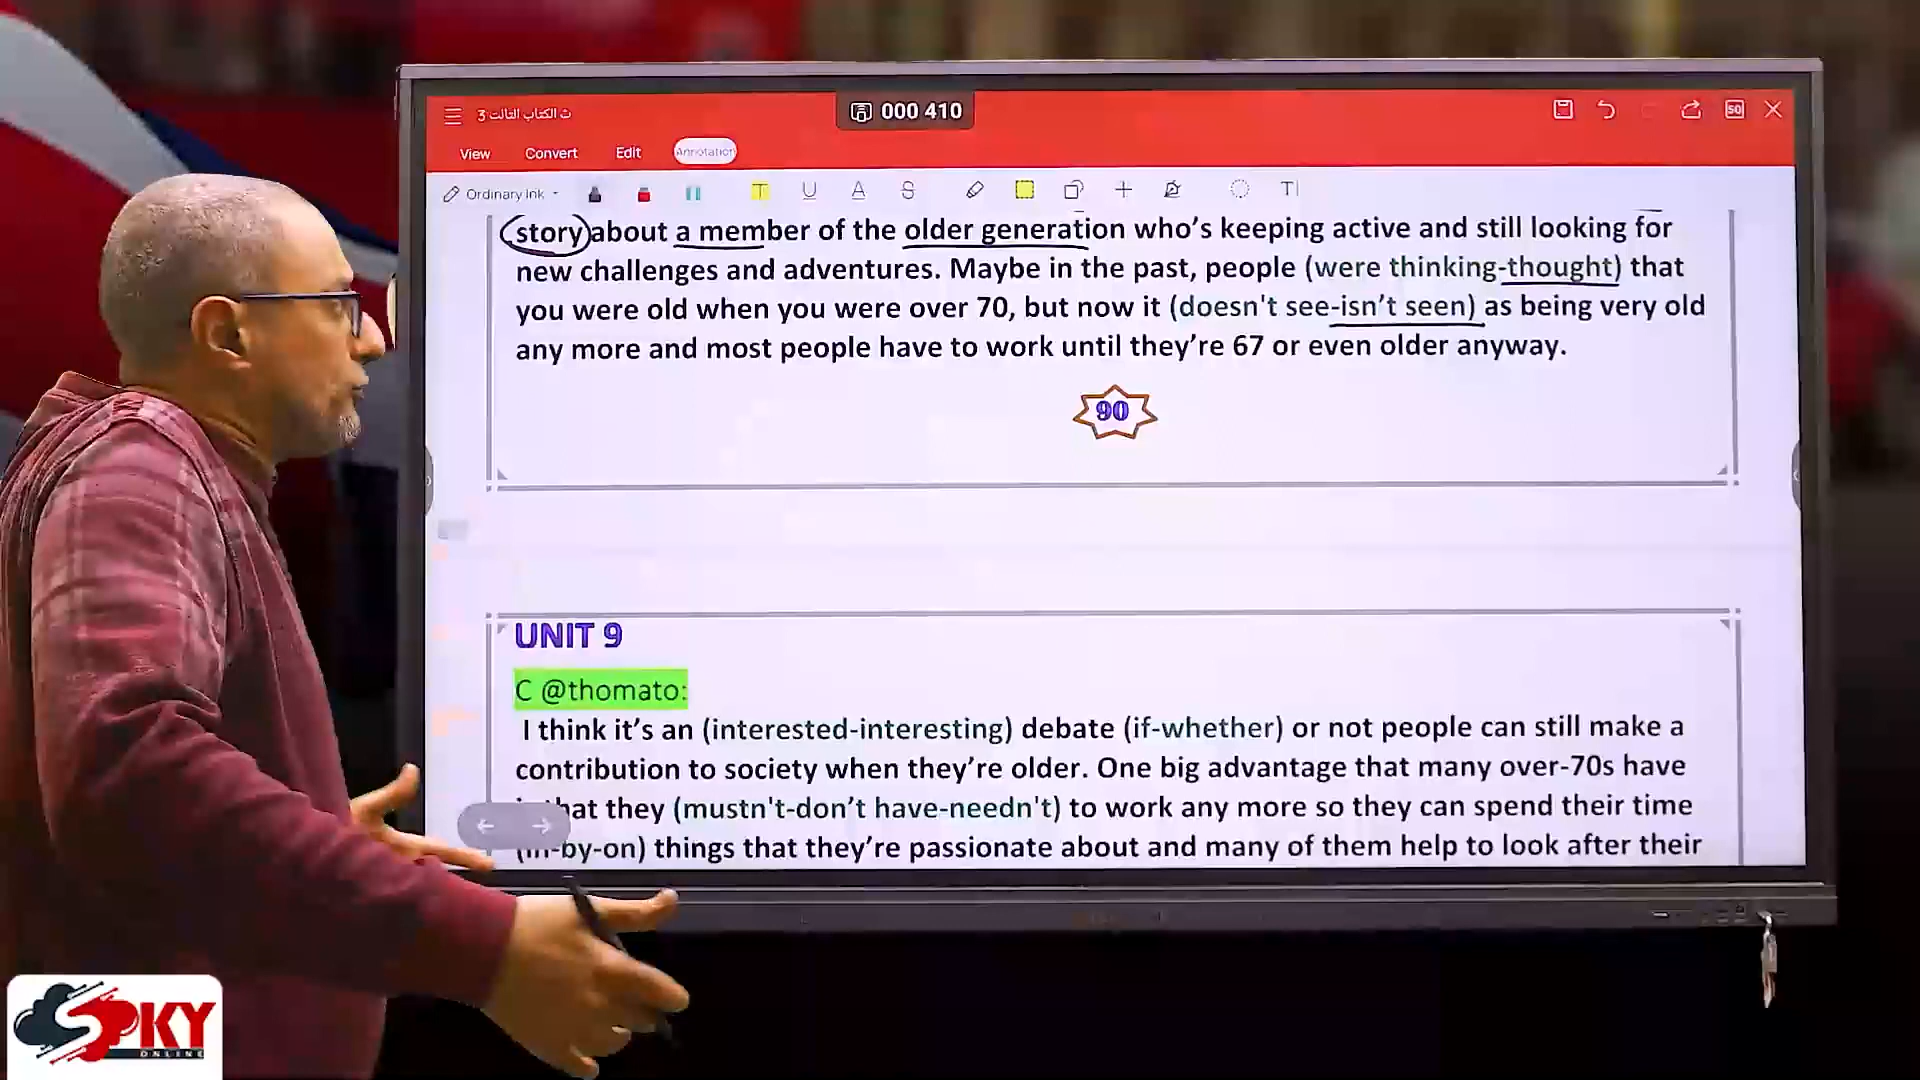 3ث الكتاب التالت
000 410
50
View Convert Edit Annotation
Ordinary Ink T U A S T
story about a member of the older generation who’s keeping active and still looking for
new challenges and adventures. Maybe in the past, people (were thinking-thought) that
you were old when you were over 70, but now it (doesn't see-isn’t seen) as being very old
any more and most people have to work until they’re 67 or even older anyway.
90
UNIT 9
C @thomato:
I think it’s an (interested-interesting) debate (if-whether) or not people can still make a
contribution to society when they’re older. One big advantage that many over-70s have
that they (mustn't-don’t have-needn't) to work any more so they can spend their time
(in-by-on) things that they’re passionate about and many of them help to look after their
SKY
ONLINE